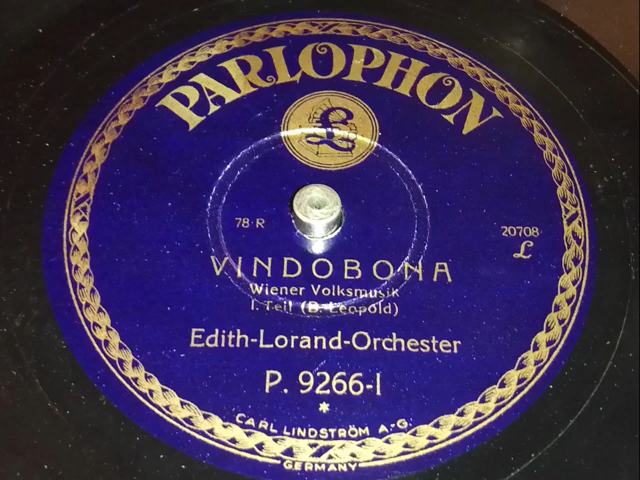 PARLOPHON
£
78·R
20708
L
VINDOBONA
Wiener Volksmusik
I. Teil (B. Leopold)
Edith-Lorand-Orchester
P. 9266-I
*
CARL LINDSTRÖM A.-G.
GERMANY